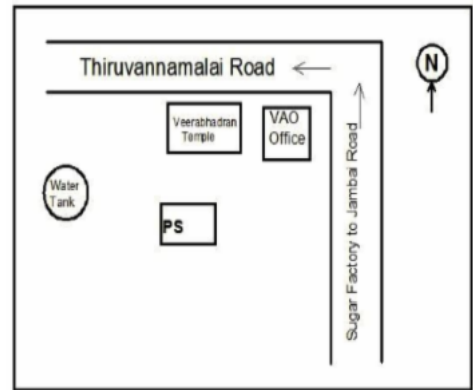 Thiruvannamalai Road
N
Veerabhadran
Temple
VAO
Office
Water
Tank
PS
Sugar Factory to Jambai Road